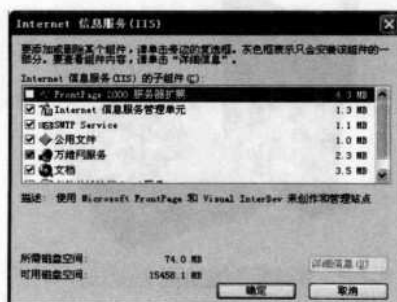 Internet 信息服务(IIS)
要添加或删除某个组件，请单击旁边的复选框。灰色框表示只会安装该组件的一
部分。要查看组件内容，请单击“详细信息”。
Internet 信息服务(IIS) 的子组件(C):
FrontPage 2000 服务器扩展 4.3 MB
Internet 信息服务管理单元 1.3 MB
SMTP Service 1.1 MB
公用文件 1.0 MB
万维网服务 2.3 MB
文档 3.5 MB
描述: 使用 Microsoft FrontPage 和 Visual InterDev 来创作和管理站点
所需磁盘空间: 74.0 MB
可用磁盘空间: 15458.1 MB
详细信息(D)
确定
取消